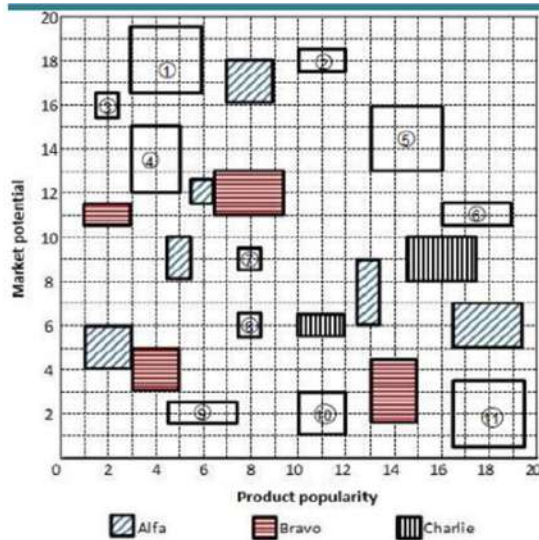 20
18
16
14
12
10
8
6
4
2
0 2 4 6 8 10 12 14 16 18 20
Market potential
① ② ③ ④ ⑤ ⑥ ⑦ ⑧ ⑨ ⑩ ⑪
Product popularity
Alfa Bravo Charlie